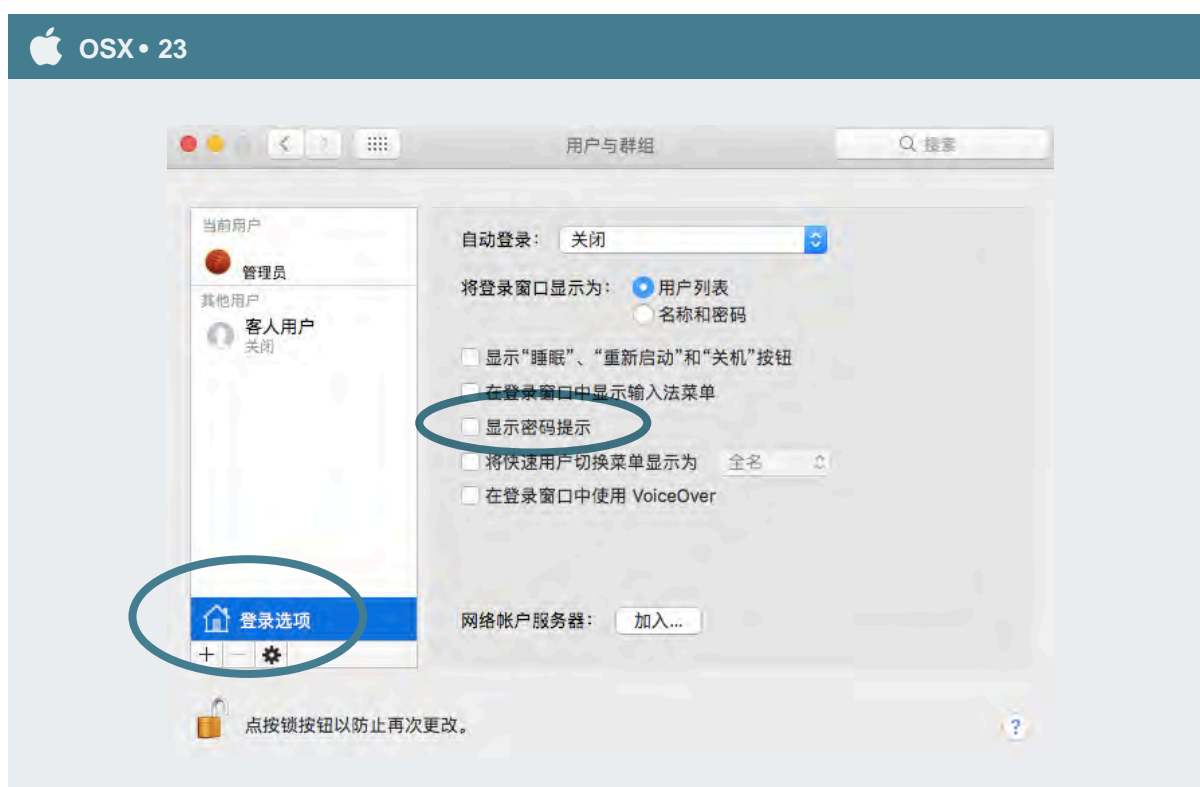 OSX• 23
用户与群组
搜索
当前用户
管理员
其他用户
客人用户
关闭
登录选项
自动登录： 关闭
将登录窗口显示为： 用户列表
名称和密码
显示“睡眠”、“重新启动”和“关机”按钮
在登录窗口中显示输入法菜单
显示密码提示
将快速用户切换菜单显示为 全名
在登录窗口中使用 VoiceOver
网络帐户服务器： 加入...
点按锁按钮以防止再次更改。
?